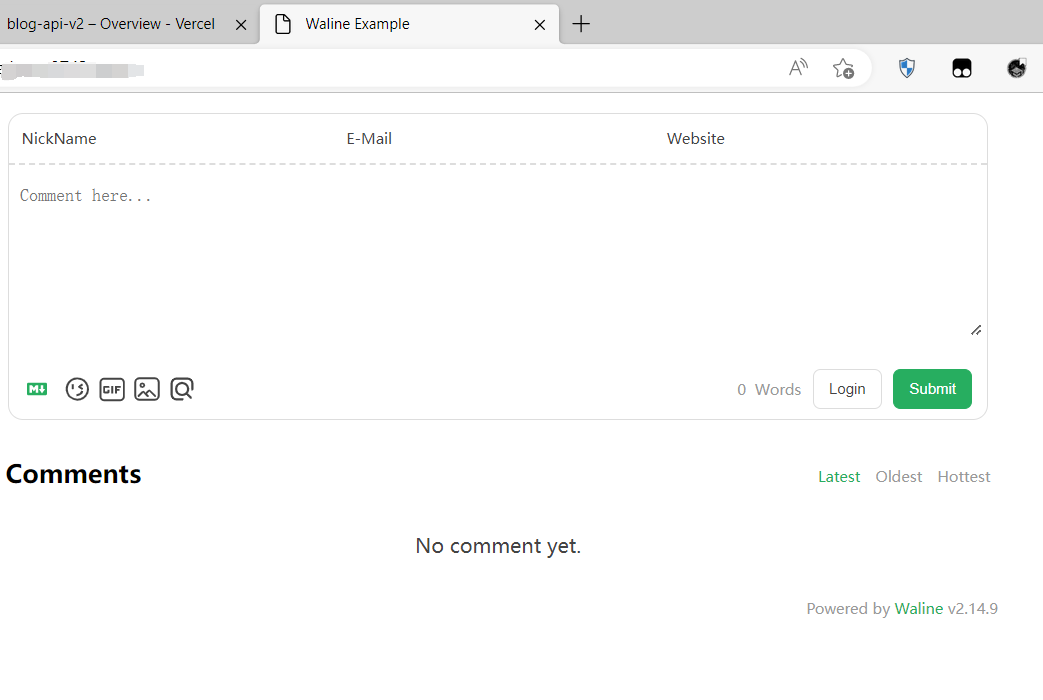 blog-api-v2 – Overview - Vercel
Waline Example
NickName
E-Mail
Website
Comment here...
M
GIF
0 Words
Login
Submit
Comments
Latest
Oldest
Hottest
No comment yet.
Powered by Waline v2.14.9